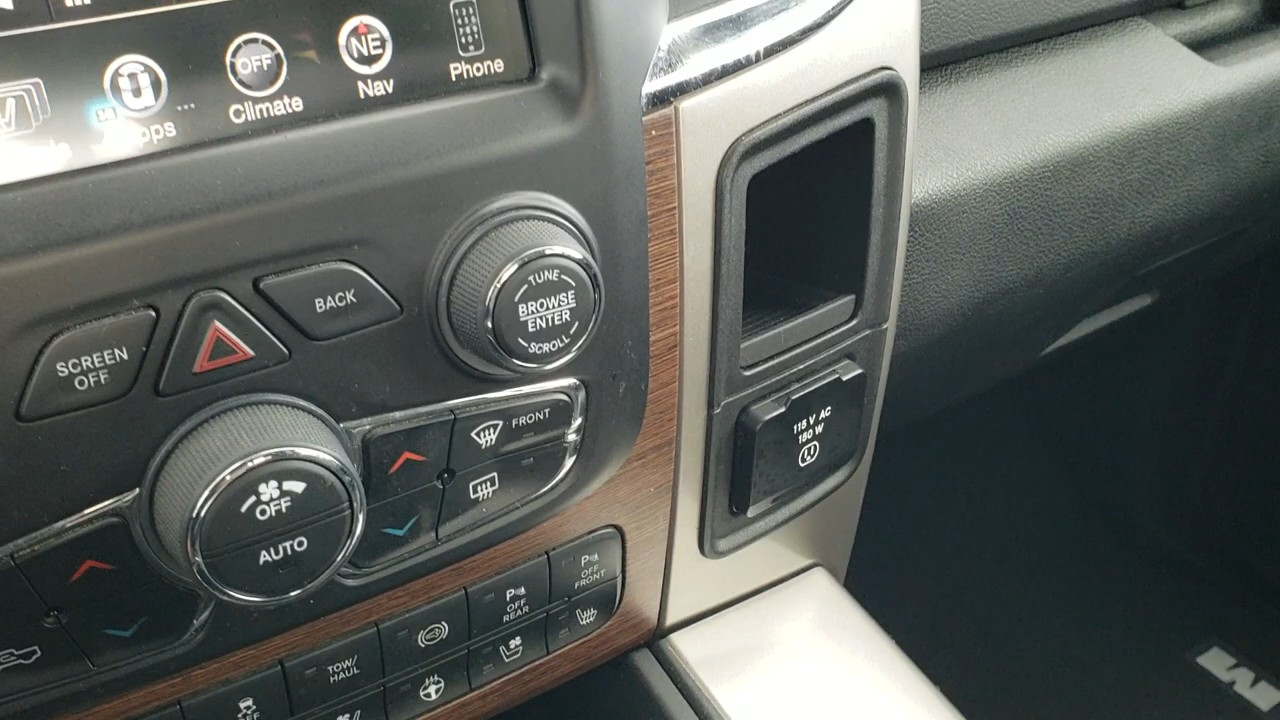 OFF
Climate
NE
Nav
Phone
SCREEN
OFF
BACK
TUNE
BROWSE
ENTER
SCROLL
FRONT
OFF
AUTO
115 V AC
150 W
TOW/
HAUL
P
OFF
REAR
P
OFF
FRONT
OFF